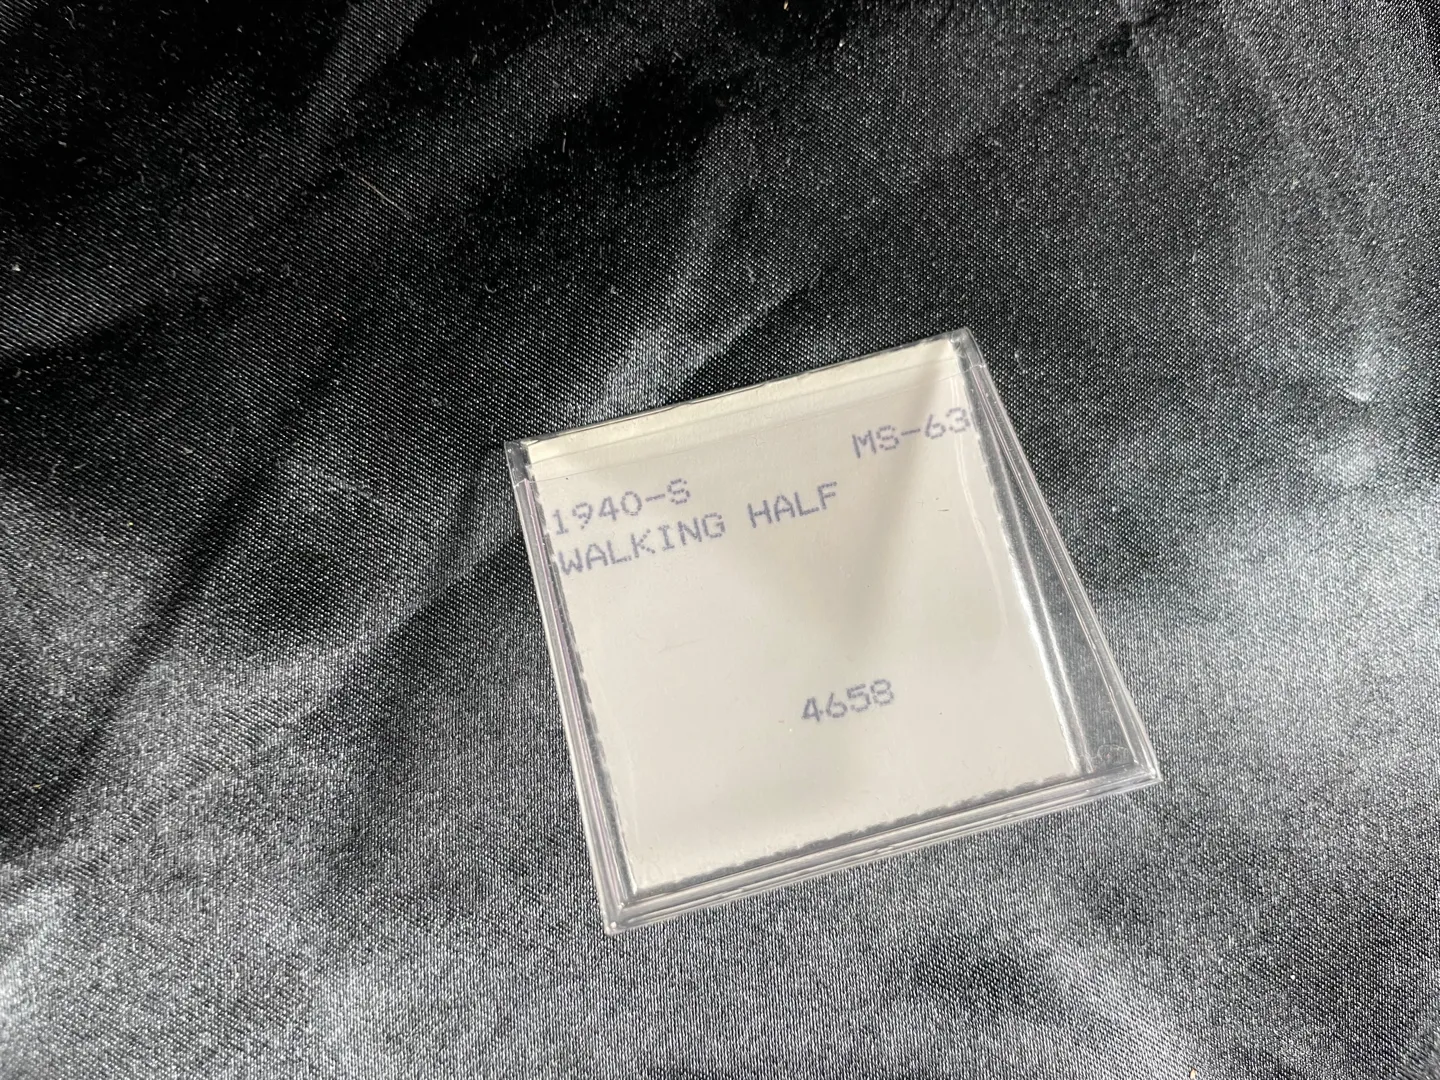 MS-63
1940-S
WALKING HALF
4658